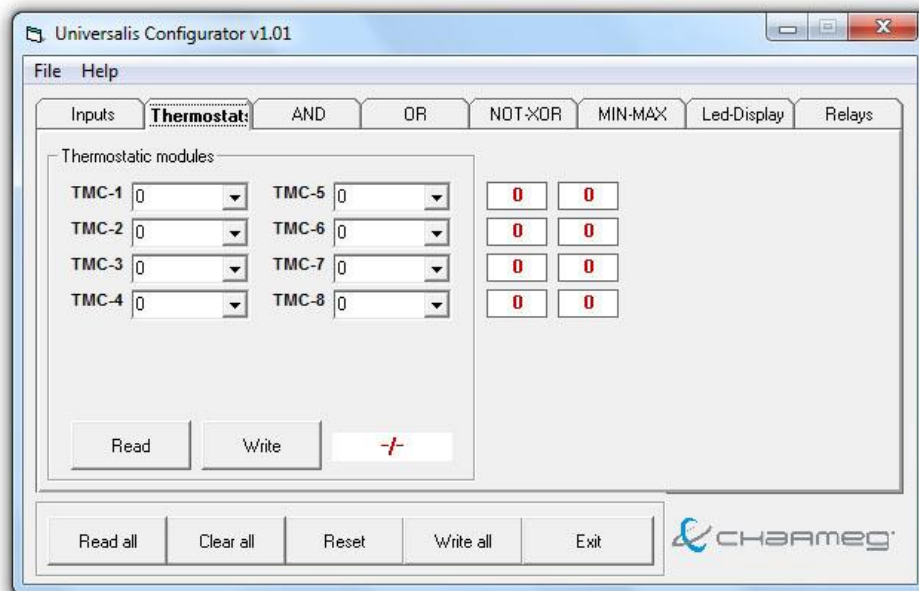 Universalis Configurator v1.01
File Help
Inputs Thermostats AND OR NOT-XOR MIN-MAX Led-Display Relays
Thermostatic modules
TMC-1 0 TMC-5 0 0 0
TMC-2 0 TMC-6 0 0 0
TMC-3 0 TMC-7 0 0 0
TMC-4 0 TMC-8 0 0 0
Read Write -/-
Read all Clear all Reset Write all Exit CHARMEG